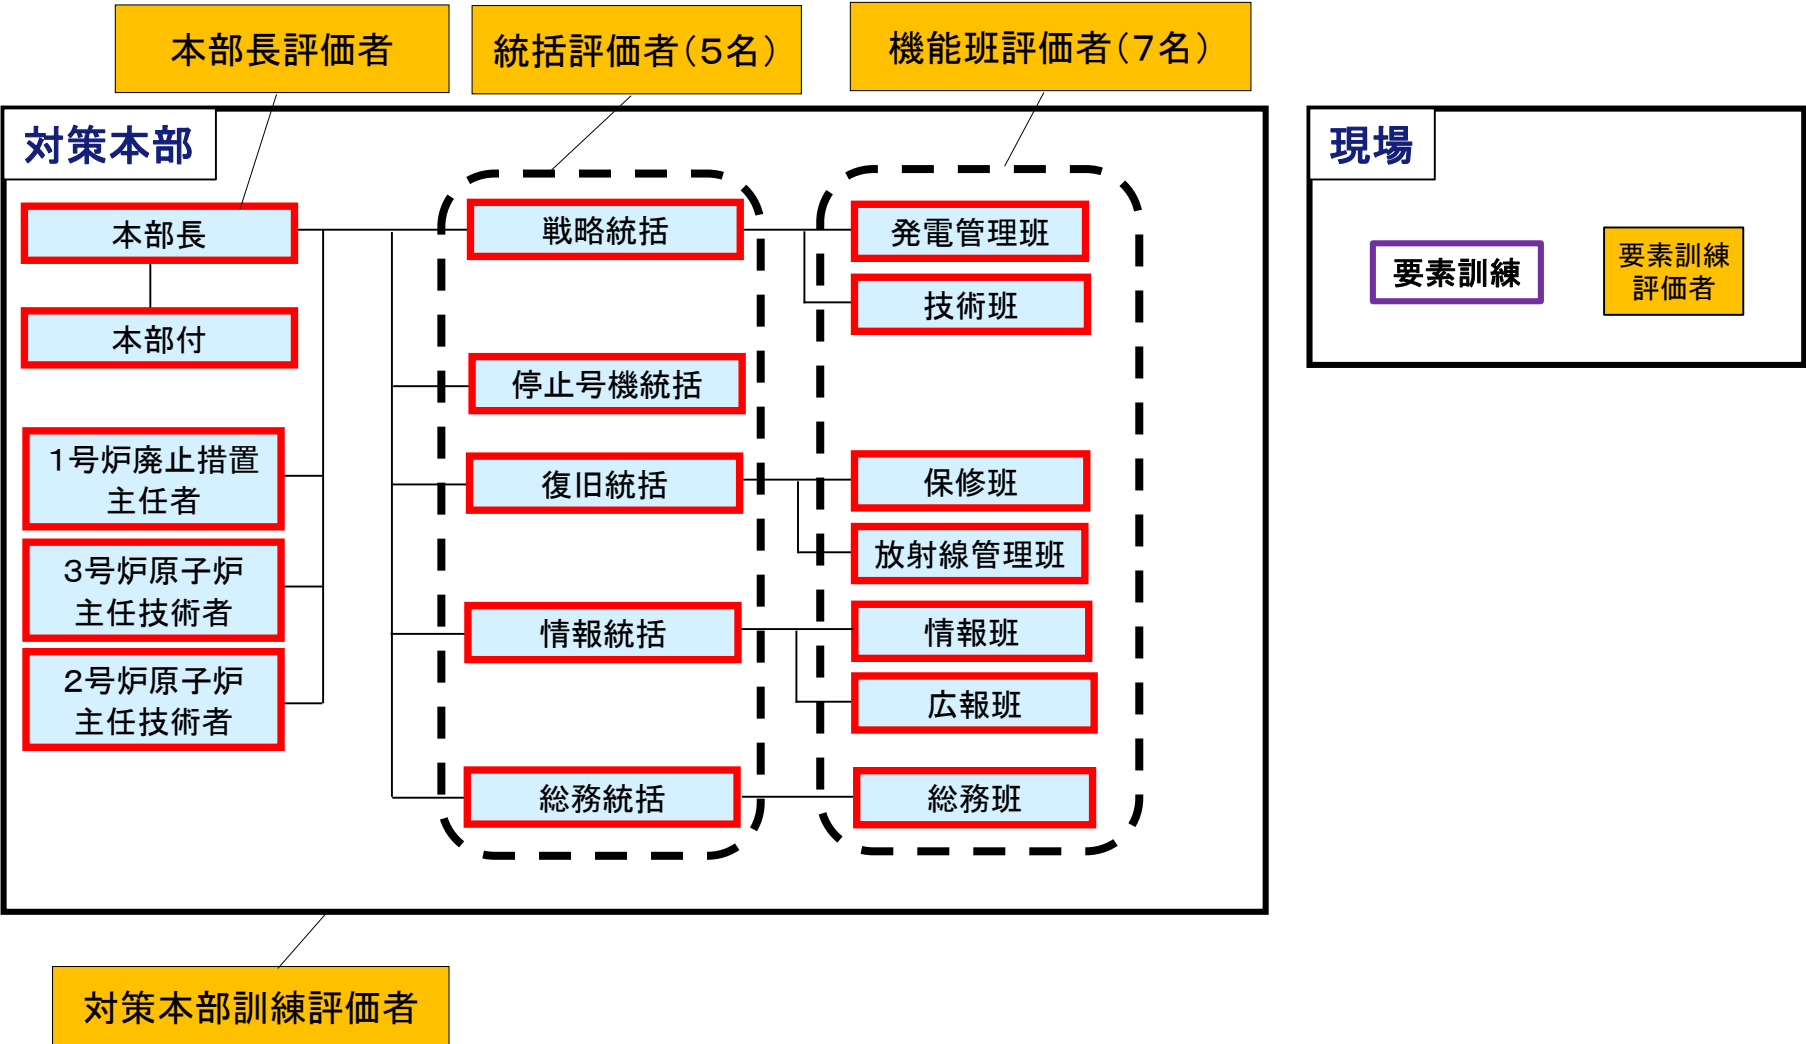 本部長評価者
統括評価者(5名)
機能班評価者(7名)
対策本部
現場
本部長
本部付
1号炉廃止措置
主任者
3号炉原子炉
主任技術者
2号炉原子炉
主任技術者
戦略統括
停止号機統括
復旧統括
情報統括
総務統括
発電管理班
技術班
保修班
放射線管理班
情報班
広報班
総務班
要素訓練
要素訓練
評価者
対策本部訓練評価者